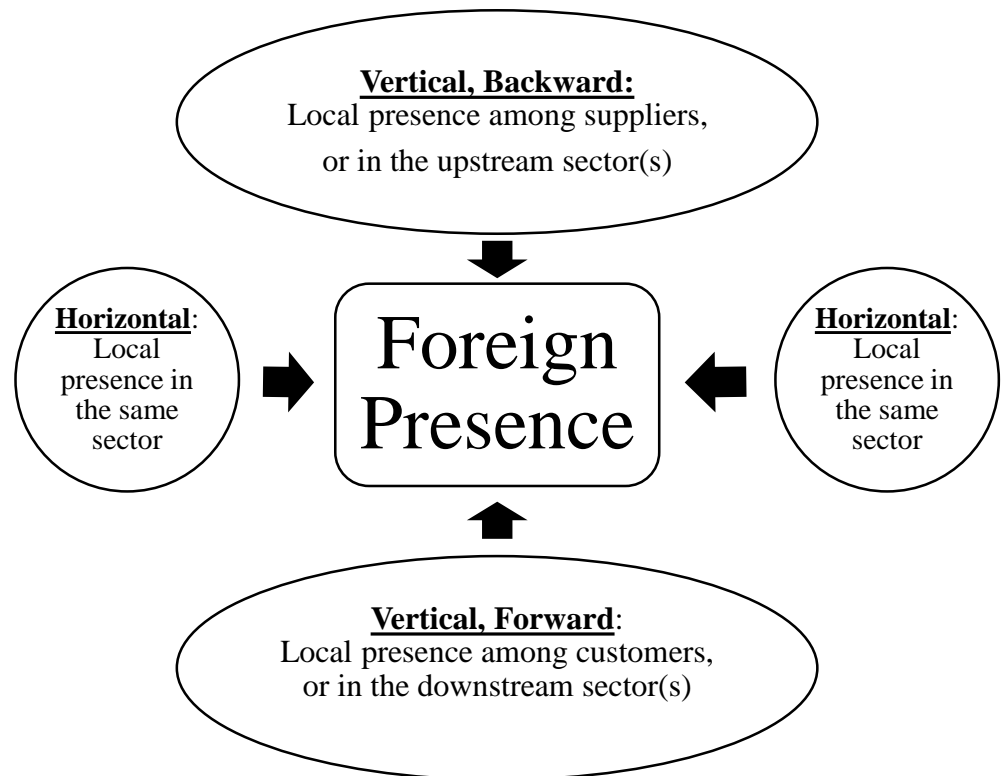 Vertical, Backward:
Local presence among suppliers,
or in the upstream sector(s)
Horizontal:
Local
presence in
the same
sector
Foreign
Presence
Horizontal:
Local
presence in
the same
sector
Vertical, Forward:
Local presence among customers,
or in the downstream sector(s)